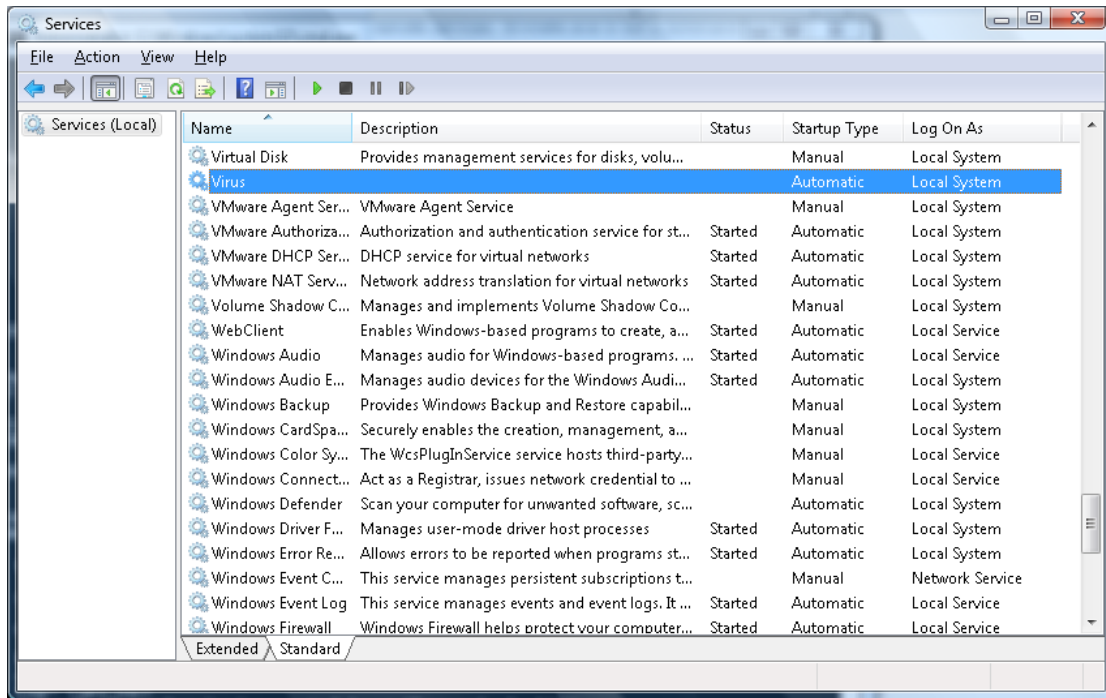 Services
File Action View Help
Services (Local)
Name Description Status Startup Type Log On As
Virtual Disk Provides management services for disks, volu... Manual Local System
Virus Automatic Local System
VMware Agent Ser... VMware Agent Service Manual Local System
VMware Authoriza... Authorization and authentication service for st... Started Automatic Local System
VMware DHCP Ser... DHCP service for virtual networks Started Automatic Local System
VMware NAT Serv... Network address translation for virtual networks Started Automatic Local System
Volume Shadow C... Manages and implements Volume Shadow Co... Manual Local System
WebClient Enables Windows-based programs to create, a... Started Automatic Local Service
Windows Audio Manages audio for Windows-based programs. ... Started Automatic Local Service
Windows Audio E... Manages audio devices for the Windows Audi... Started Automatic Local System
Windows Backup Provides Windows Backup and Restore capabil... Manual Local System
Windows CardSpa... Securely enables the creation, management, a... Manual Local System
Windows Color Sy... The WcsPlugInService service hosts third-party... Manual Local Service
Windows Connect... Act as a Registrar, issues network credential to ... Manual Local Service
Windows Defender Scan your computer for unwanted software, sc... Automatic Local System
Windows Driver F... Manages user-mode driver host processes Started Automatic Local System
Windows Error Re... Allows errors to be reported when programs st... Started Automatic Local System
Windows Event C... This service manages persistent subscriptions t... Manual Network Service
Windows Event Log This service manages events and event logs. It ... Started Automatic Local Service
Windows Firewall Windows Firewall helps protect your computer... Started Automatic Local Service
Extended Standard